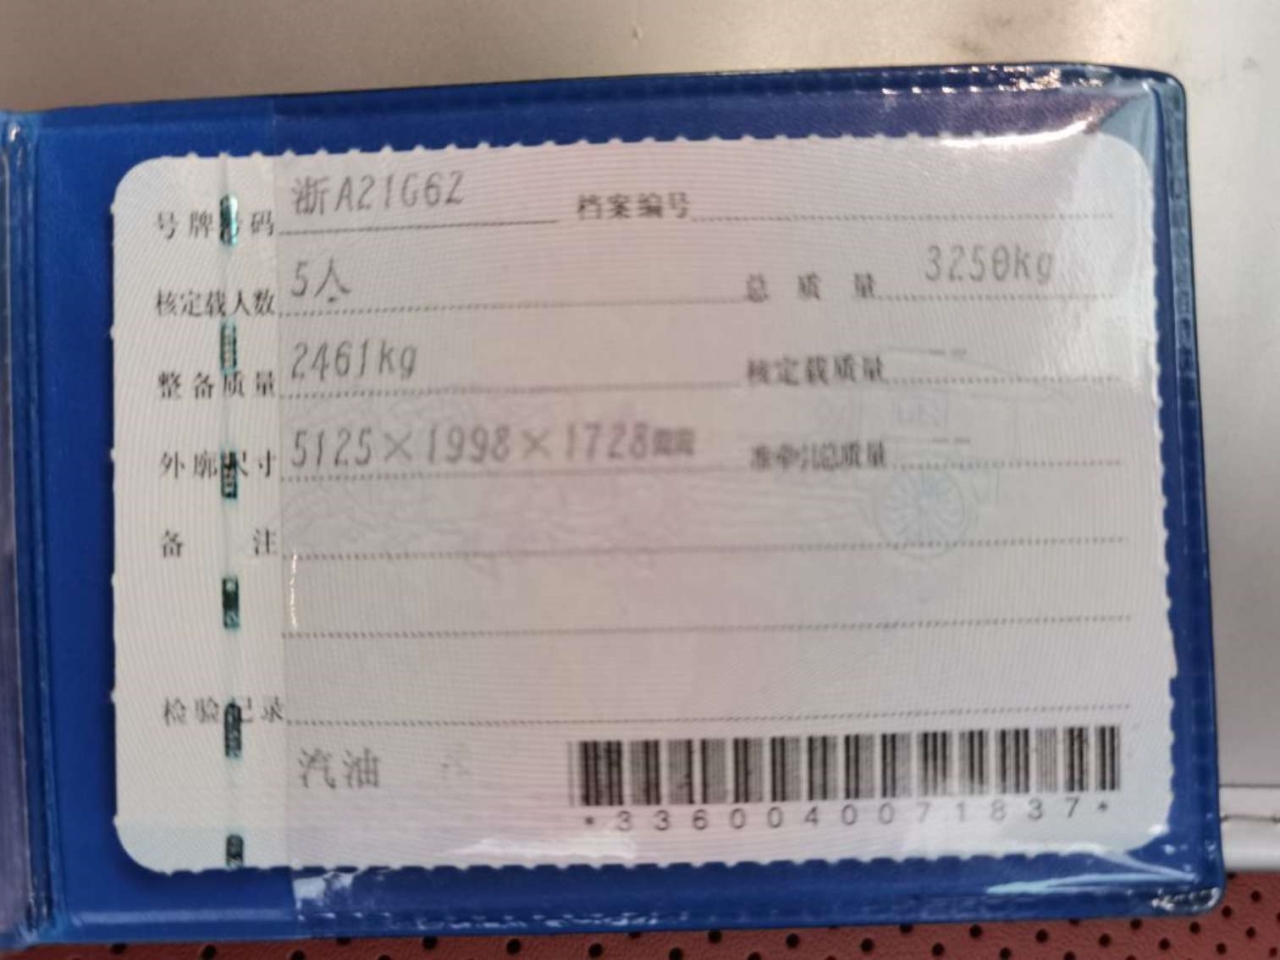 号牌号码 浙A21G62 档案编号
核定载人数 5人 总质量 3250kg
整备质量 2461kg 核定载质量 --
外廓尺寸 5125×1998×1728mm 准牵引总质量 --
备注
检验记录
汽油
*3360040071837*